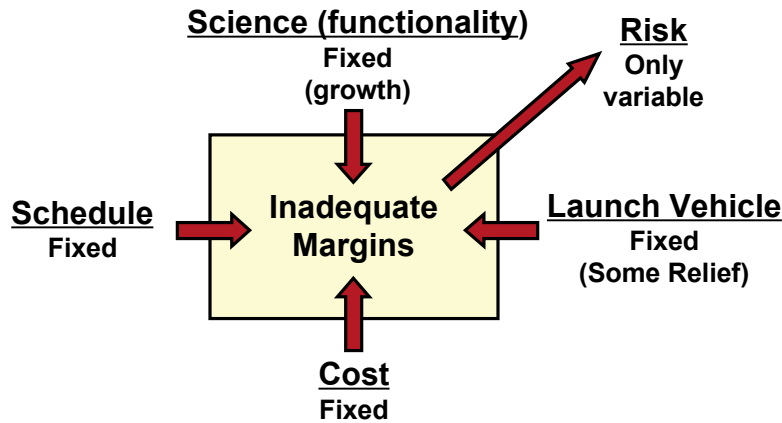 Science (functionality)
Fixed
(growth)
Risk
Only
variable
Schedule
Fixed
Inadequate
Margins
Launch Vehicle
Fixed
(Some Relief)
Cost
Fixed